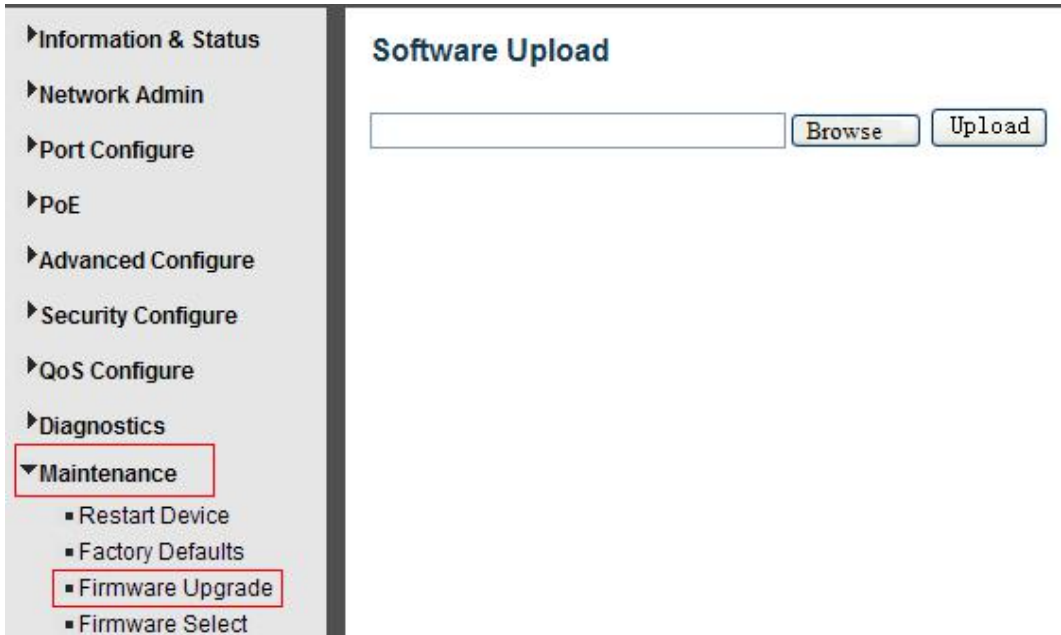 Information & Status
Network Admin
Port Configure
PoE
Advanced Configure
Security Configure
QoS Configure
Diagnostics
Maintenance
Restart Device
Factory Defaults
Firmware Upgrade
Firmware Select
Software Upload
Browse
Upload